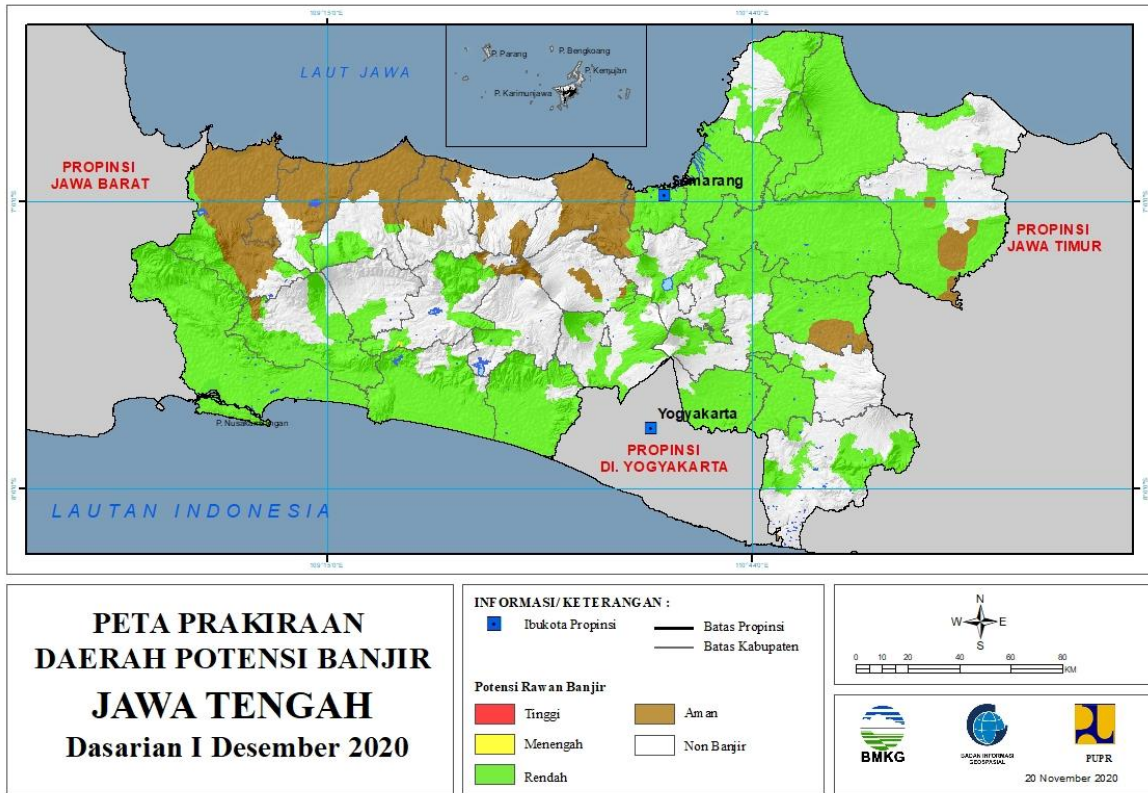 LAUT JAWA
P. Parang
P. Bengkoang
P. Kemujan
P. Karimunjawa
PROPINSI
JAWA BARAT
Semarang
PROPINSI
JAWA TIMUR
Yogyakarta
PROPINSI
DI. YOGYAKARTA
LAUTAN INDONESIA
PETA PRAKIRAAN
DAERAH POTENSI BANJIR
JAWA TENGAH
Dasarian I Desember 2020
INFORMASI/ KETERANGAN :
Ibukota Propinsi
Batas Propinsi
Batas Kabupaten
Potensi Rawan Banjir
Tinggi
Aman
Menengah
Non Banjir
Rendah
N
W E
S
0 10 20 40 60 80
KM
BMKG
BADAN INFORMASI
GEOSPASIAL
PUPR
20 November 2020